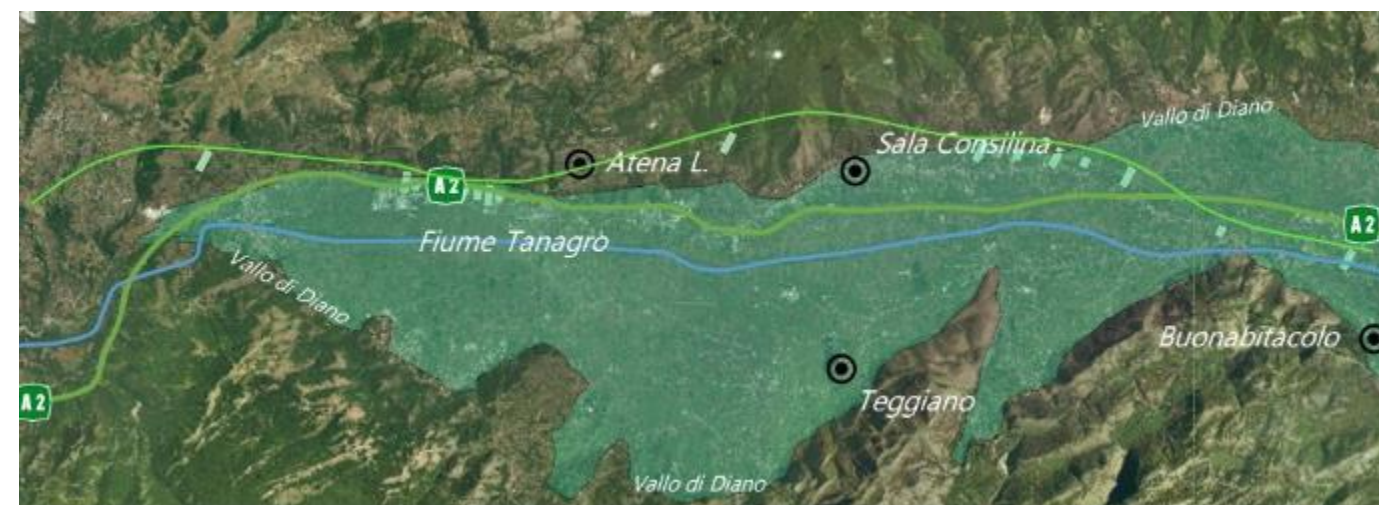 Vallo di Diano
Sala Consilina
Atena L.
A2
A2
Fiume Tanagro
Vallo di Diano
Buonabitacolo
A2
Teggiano
Vallo di Diano